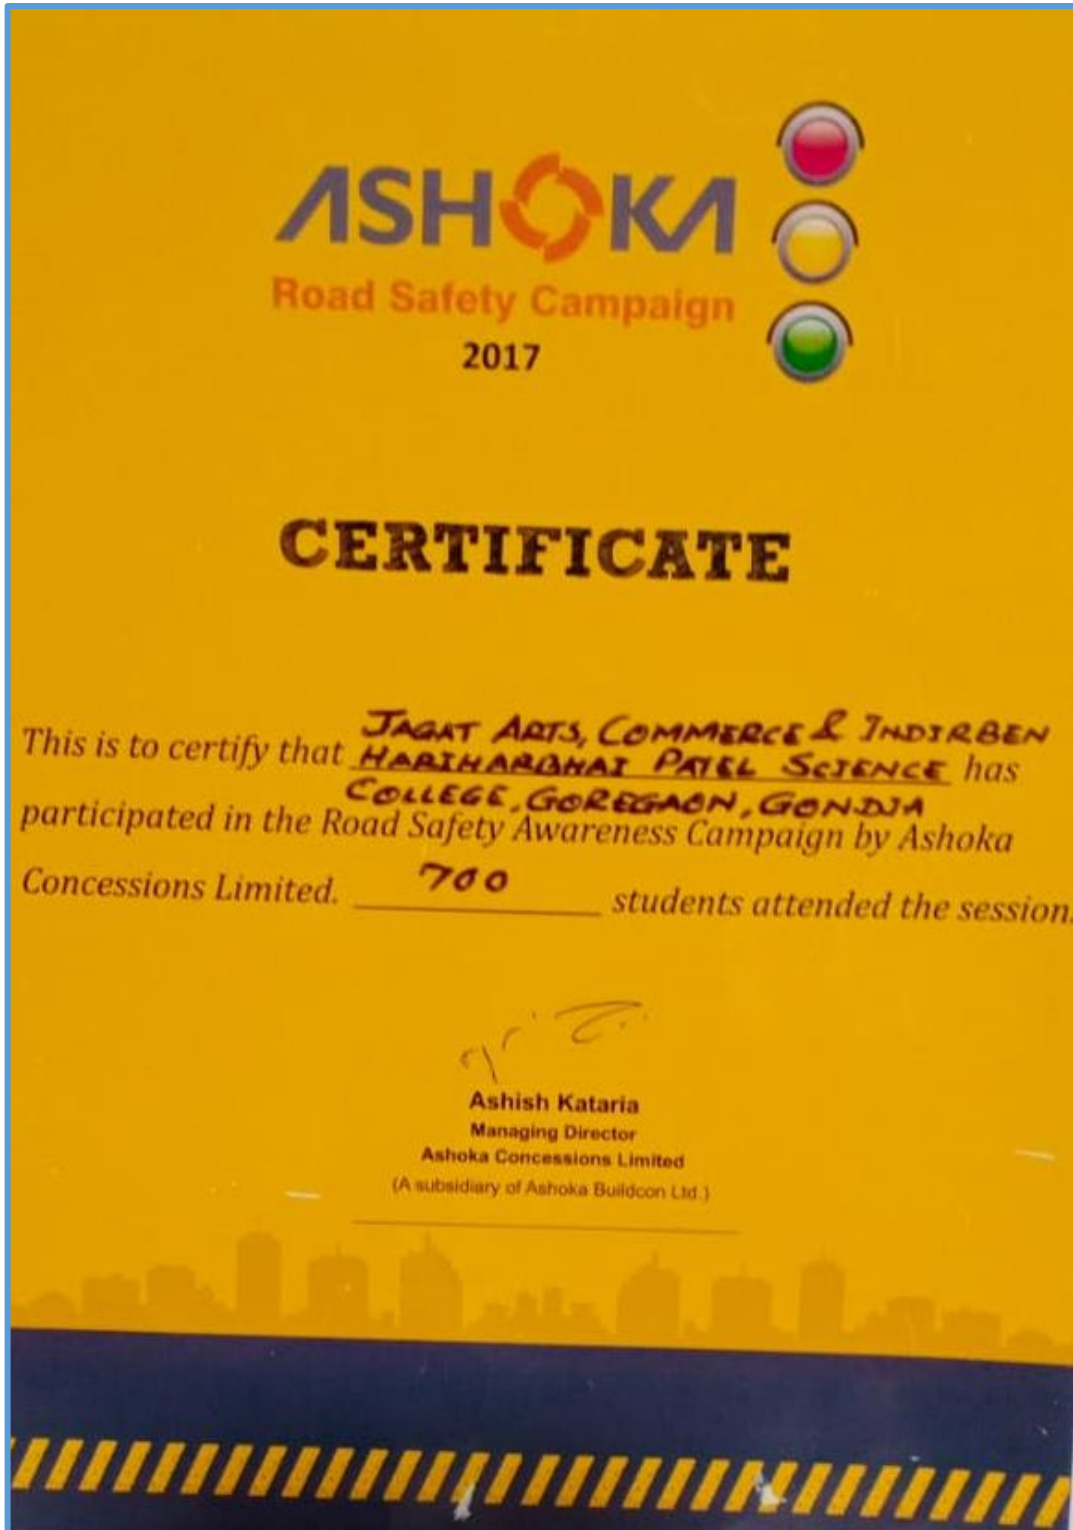 ASHOKA
Road Safety Campaign
2017
CERTIFICATE
JAGAT ARTS, COMMERCE & INDIRBEN
This is to certify that HARIHARBHAI PATEL SCIENCE has
COLLEGE, GOREGAON, GONDIA
participated in the Road Safety Awareness Campaign by Ashoka
Concessions Limited. 700 students attended the session.
Ashish Kataria
Managing Director
Ashoka Concessions Limited
(A subsidiary of Ashoka Buildcon Ltd.)